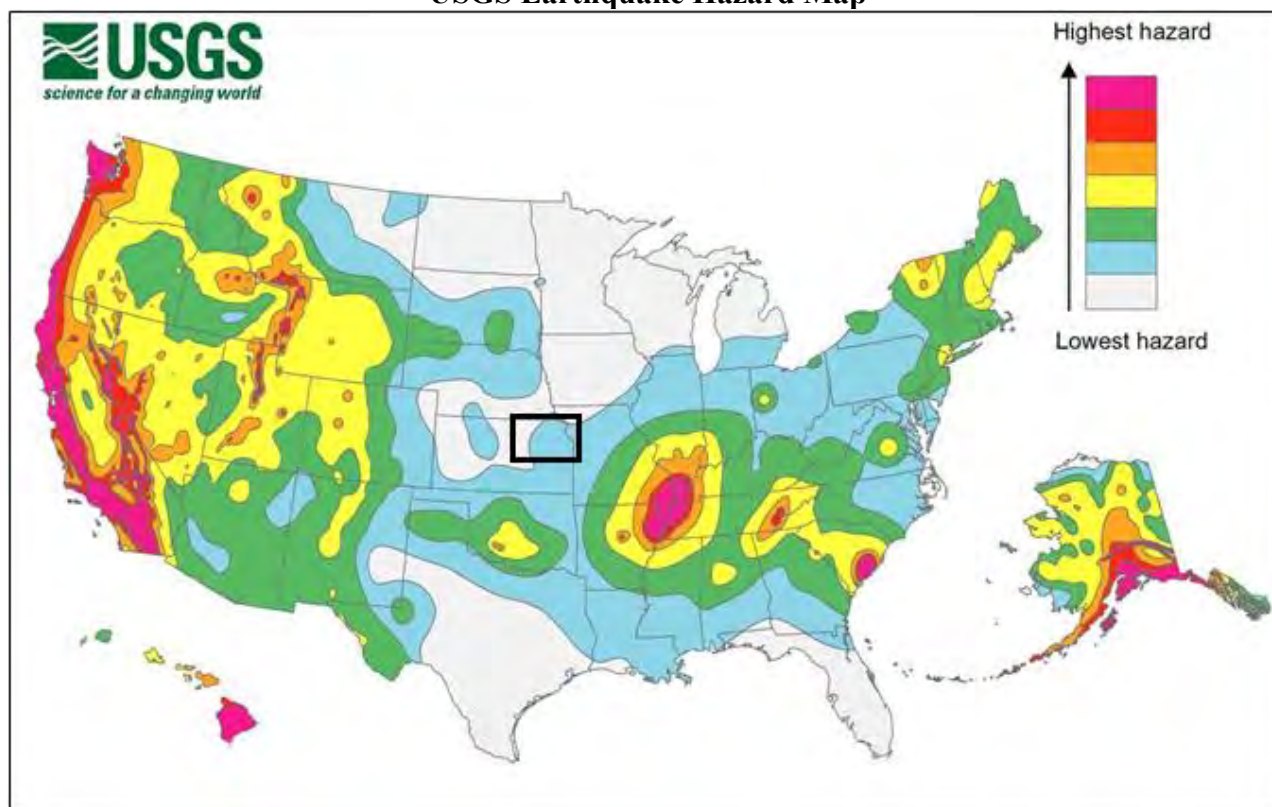 USGS Earthquake Hazard Map
USGS
science for a changing world
Highest hazard
Lowest hazard